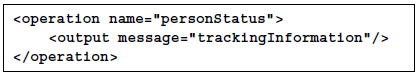 <operation name="personStatus">
    <output message="trackingInformation"/>
</operation>